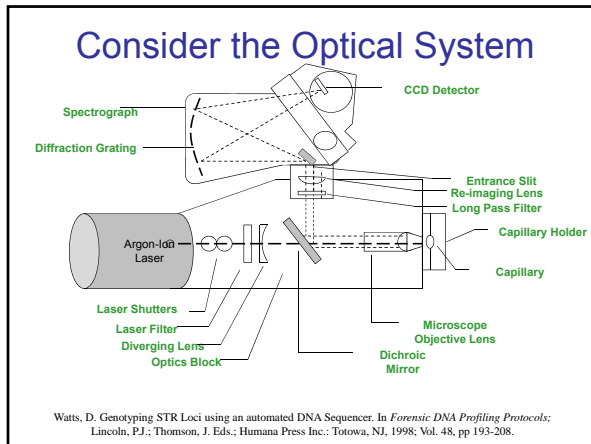 Consider the Optical System
CCD Detector
Spectrograph
Diffraction Grating
Entrance Slit
Re-imaging Lens
Long Pass Filter
Capillary Holder
Argon-Ion
Laser
Capillary
Laser Shutters
Laser Filter
Diverging Lens
Optics Block
Microscope
Objective Lens
Dichroic
Mirror
Watts, D. Genotyping STR Loci using an automated DNA Sequencer. In Forensic DNA Profiling Protocols;
Lincoln, P.J.; Thomson, J. Eds.; Humana Press Inc.: Totowa, NJ, 1998; Vol. 48, pp 193-208.